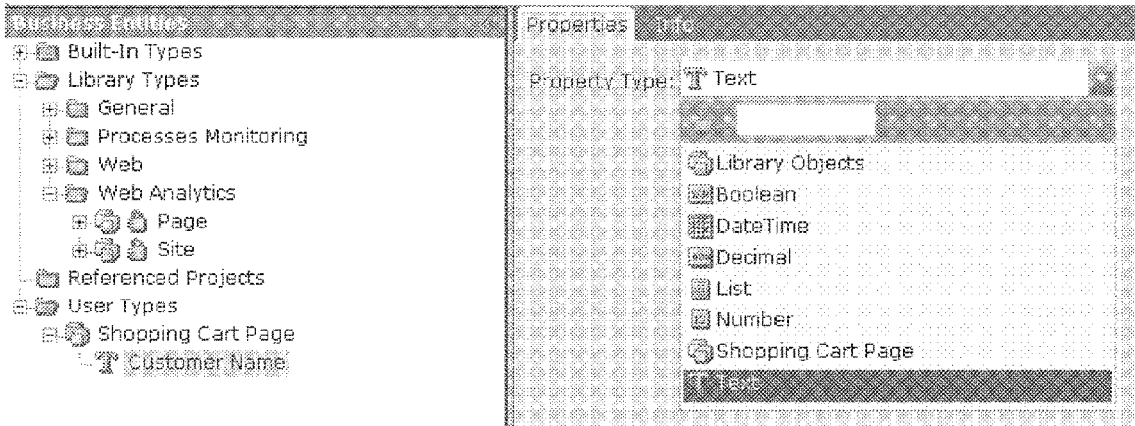 Business Entities
Built-In Types
Library Types
General
Processes Monitoring
Web
Web Analytics
Page
Site
Referenced Projects
User Types
Shopping Cart Page
Customer Name
Properties Info
Property Type: Text
Library Objects
Boolean
DateTime
Decimal
List
Number
Shopping Cart Page
Text